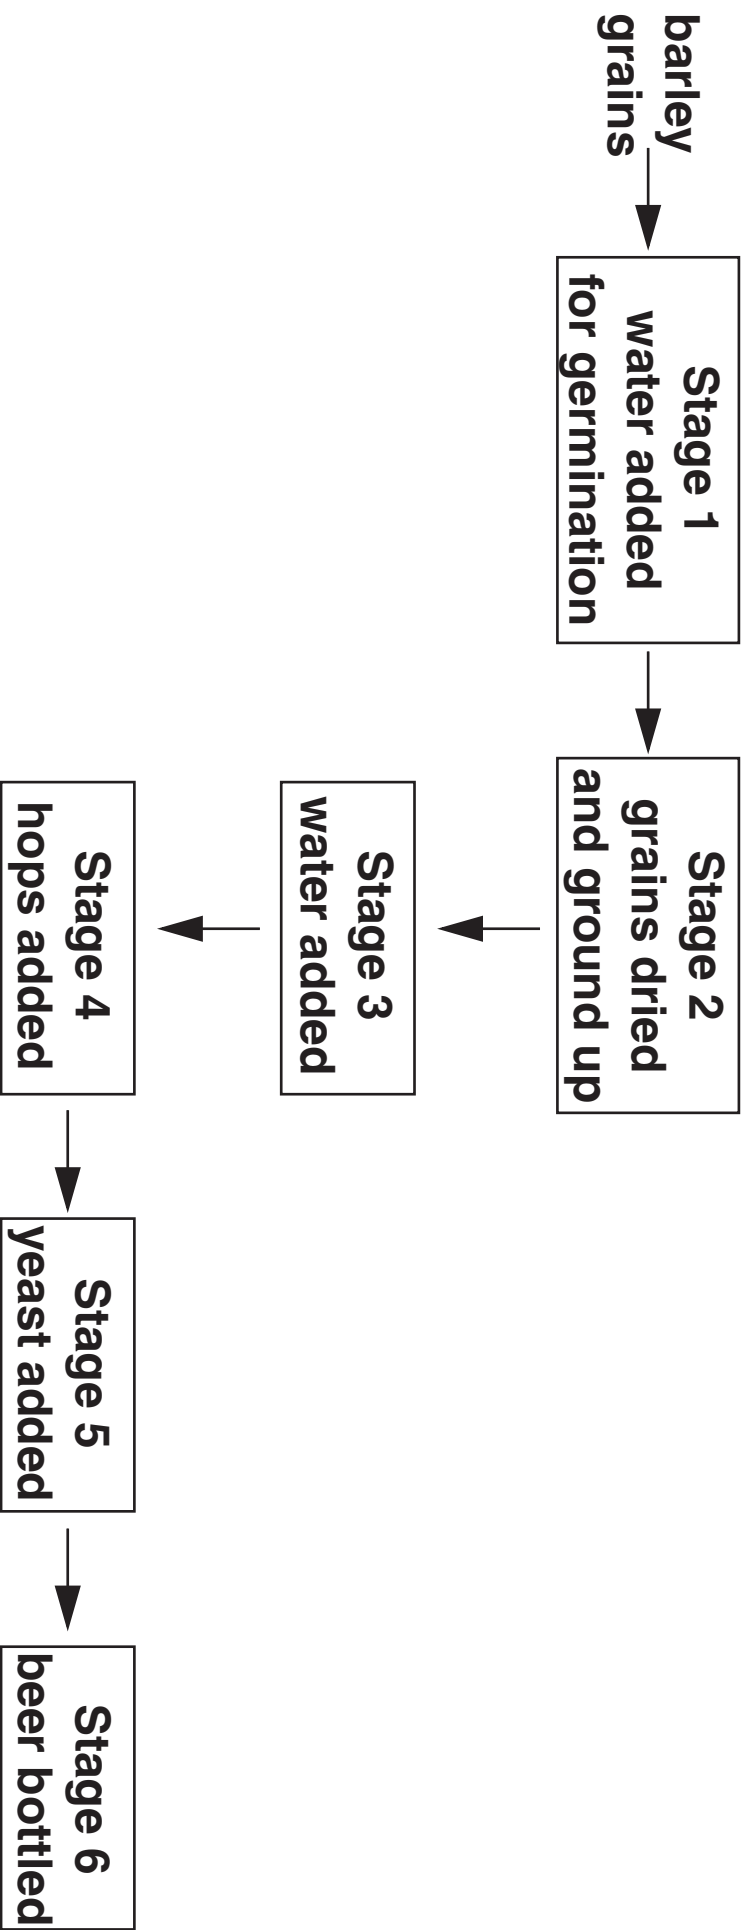 barley
grains
Stage 1
water added
for germination
Stage 2
grains dried
and ground up
Stage 3
water added
Stage 4
hops added
Stage 5
yeast added
Stage 6
beer bottled